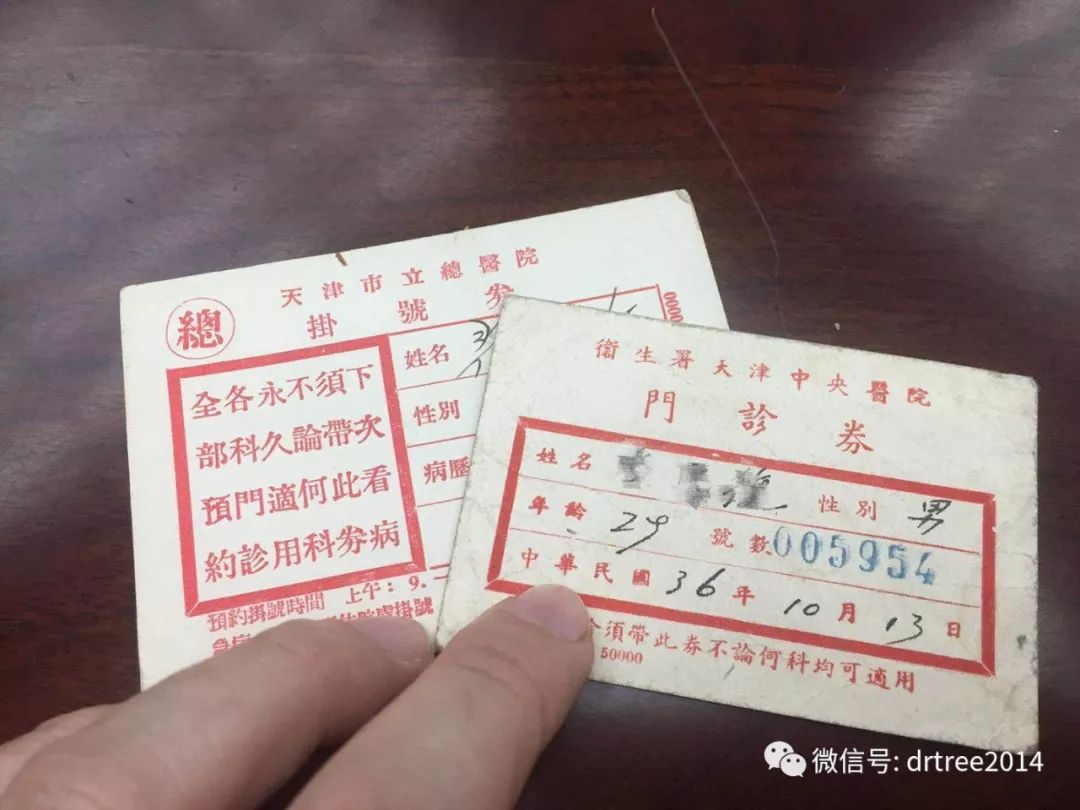 天津市立總醫院
掛號劵
總
下次看病
須帶此劵
不論何科
永久適用
各科門診
全部預約
姓名
性別
病歷
預約掛號時間 上午：9.
處掛號
衛生署天津中央醫院
門診券
姓名 性別 男
年齡 29 號數 005954
中華民國 36 年 10 月 13 日
須帶此券不論何科均可適用
50000
微信号: drtree2014